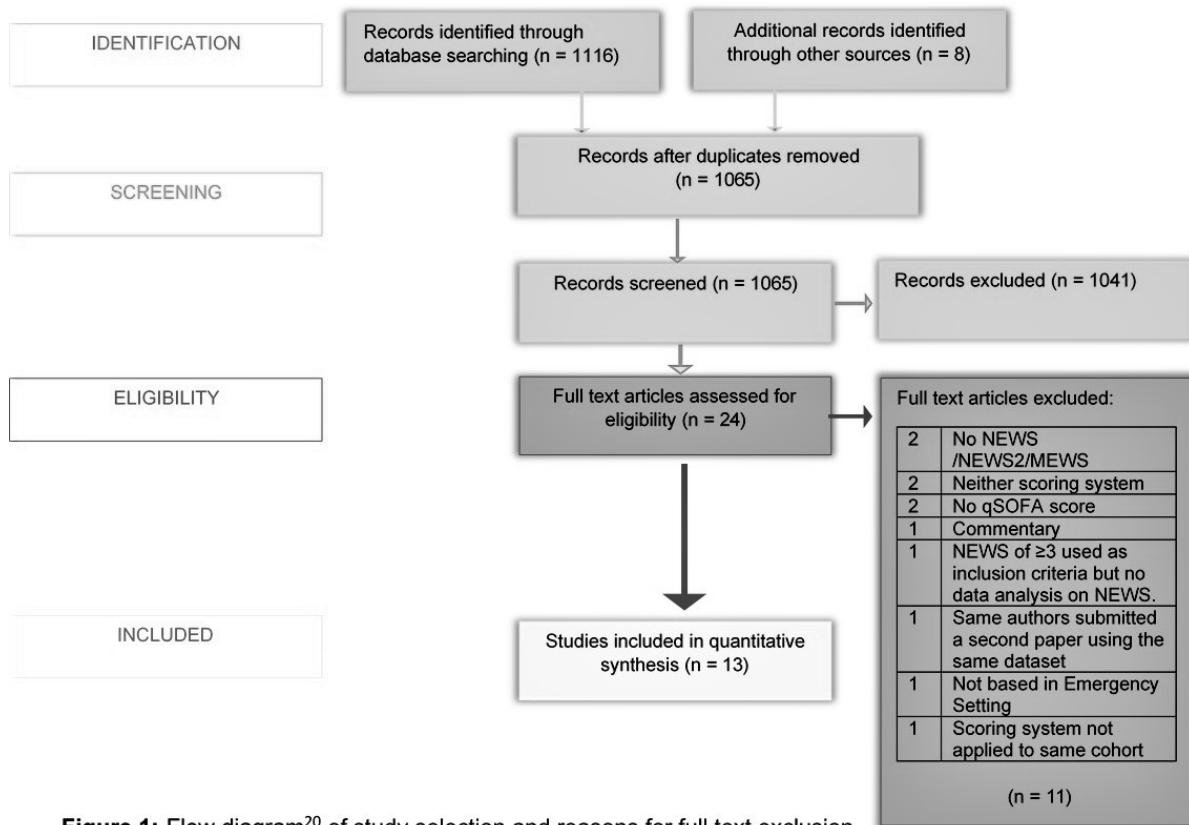 IDENTIFICATION
Records identified through
database searching (n = 1116)
Additional records identified
through other sources (n = 8)
SCREENING
Records after duplicates removed
(n = 1065)
Records screened (n = 1065)
Records excluded (n = 1041)
ELIGIBILITY
Full text articles assessed for
eligibility (n = 24)
Full text articles excluded:
2 No NEWS
/NEWS2/MEWS
2 Neither scoring system
2 No qSOFA score
1 Commentary
1 NEWS of ≥3 used as
inclusion criteria but no
data analysis on NEWS.
1 Same authors submitted
a second paper using the
same dataset
1 Not based in Emergency
Setting
1 Scoring system not
applied to same cohort
(n = 11)
INCLUDED
Studies included in quantitative
synthesis (n = 13)
Figure 1: Flow diagram20 of study selection and reasons for full text exclusion